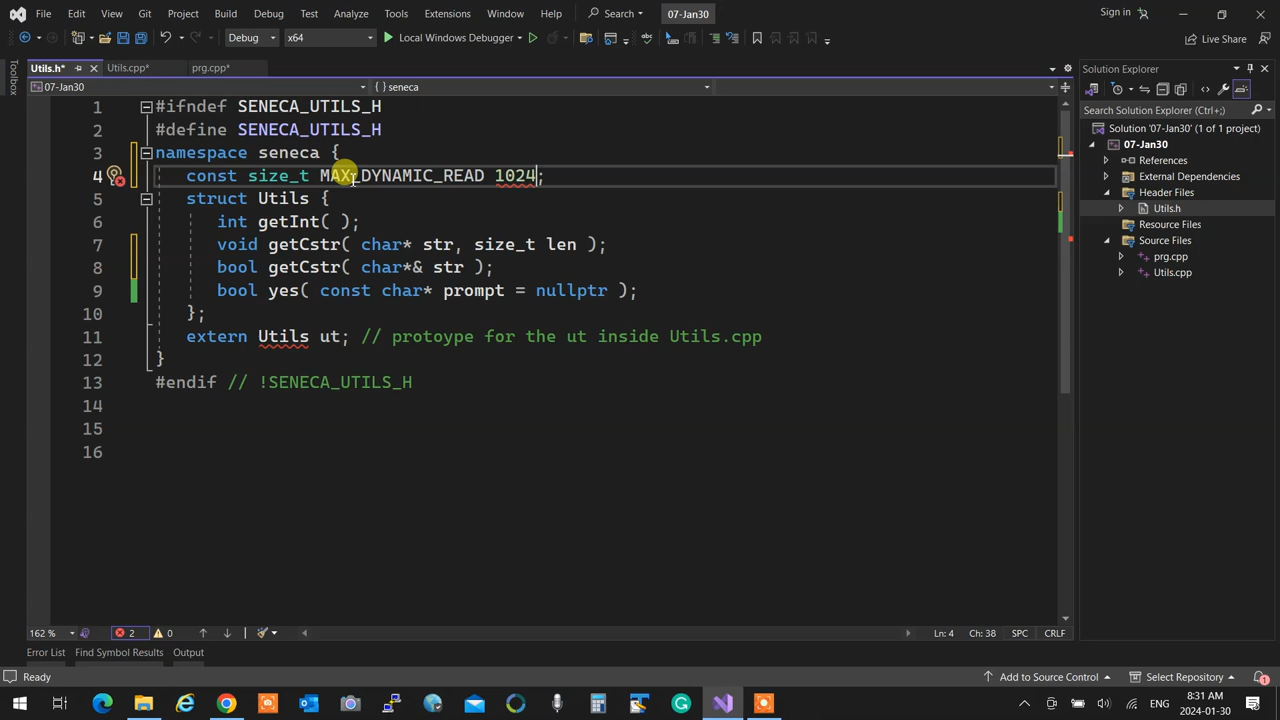 File Edit View Git Project Build Debug Test Analyze Tools Extensions Window Help Search 07-Jan30 Sign in
Debug x64 Local Windows Debugger Live Share
Utils.h* Utils.cpp* prg.cpp*
07-Jan30 {} seneca
Toolbox
1 #ifndef SENECA_UTILS_H
2 #define SENECA_UTILS_H
3 namespace seneca {
4 const size_t MAX_DYNAMIC_READ 1024;
5 struct Utils {
6 int getInt( );
7 void getCstr( char* str, size_t len );
8 bool getCstr( char*& str );
9 bool yes( const char* prompt = nullptr );
10 };
11 extern Utils ut; // protoype for the ut inside Utils.cpp
12 }
13 #endif // !SENECA_UTILS_H
14
15
16
Solution Explorer
Search Solution Explorer (Ctrl+;)
Solution '07-Jan30' (1 of 1 project)
07-Jan30
References
External Dependencies
Header Files
Utils.h
Resource Files
Source Files
prg.cpp
Utils.cpp
162 % 2 0 Ln: 4 Ch: 38 SPC CRLF
Error List Find Symbol Results Output
Ready Add to Source Control Select Repository 1
ENG 8:31 AM
2024-01-30